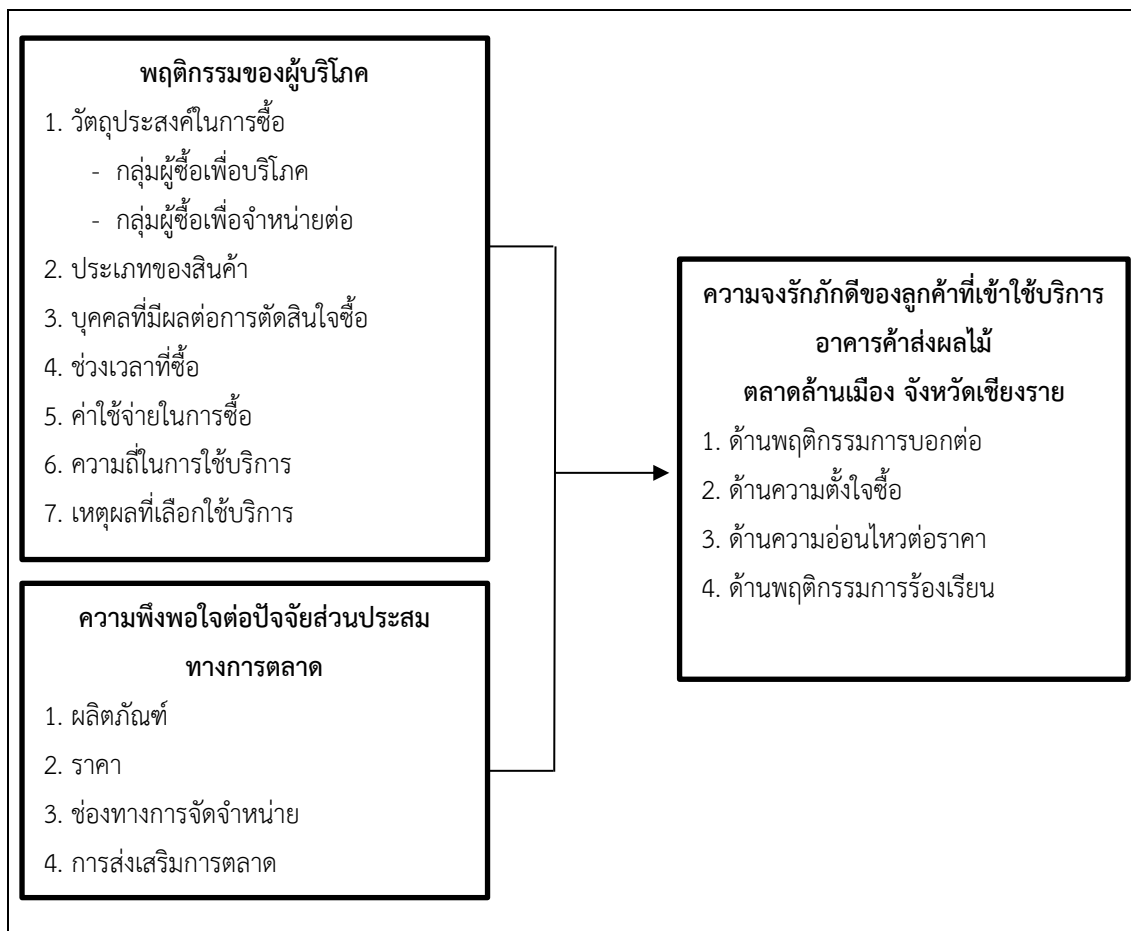 พฤติกรรมของผู้บริโภค
1. วัตถุประสงค์ในการซื้อ
- กลุ่มผู้ซื้อเพื่อบริโภค
- กลุ่มผู้ซื้อเพื่อจำหน่ายต่อ
2. ประเภทของสินค้า
3. บุคคลที่มีผลต่อการตัดสินใจซื้อ
4. ช่วงเวลาที่ซื้อ
5. ค่าใช้จ่ายในการซื้อ
6. ความถี่ในการใช้บริการ
7. เหตุผลที่เลือกใช้บริการ
ความพึงพอใจต่อปัจจัยส่วนประสม
ทางการตลาด
1. ผลิตภัณฑ์
2. ราคา
3. ช่องทางการจัดจำหน่าย
4. การส่งเสริมการตลาด
ความจงรักภักดีของลูกค้าที่เข้าใช้บริการ
อาคารค้าส่งผลไม้
ตลาดล้านเมือง จังหวัดเชียงราย
1. ด้านพฤติกรรมการบอกต่อ
2. ด้านความตั้งใจซื้อ
3. ด้านความอ่อนไหวต่อราคา
4. ด้านพฤติกรรมการร้องเรียน